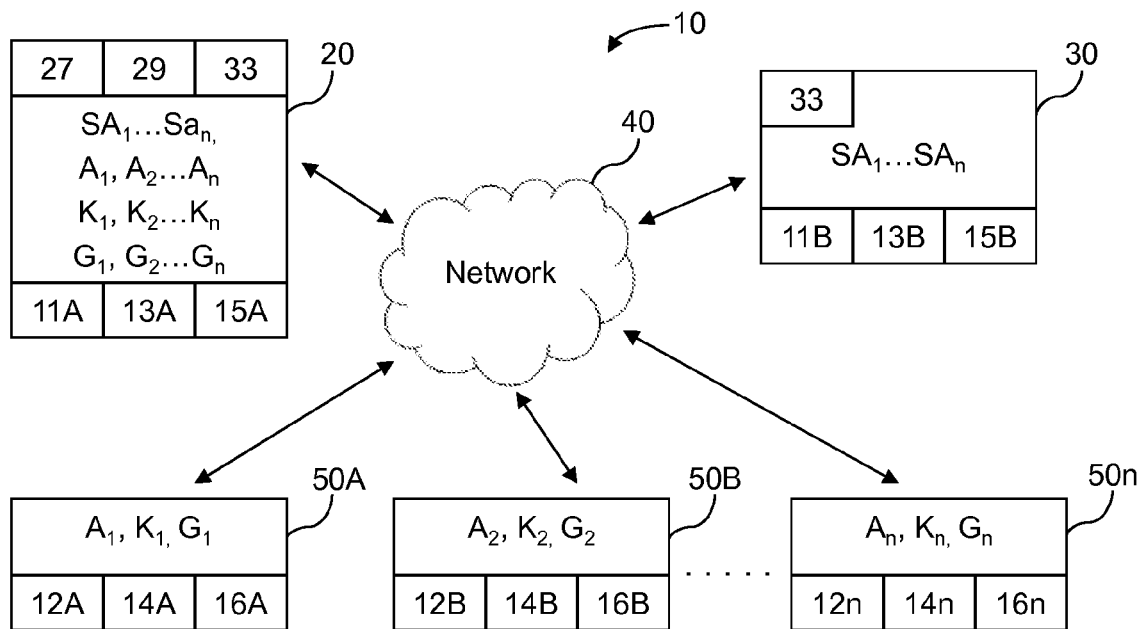 10
20
27 29 33
SA₁...Saₙ,
A₁, A₂...Aₙ
K₁, K₂...Kₙ
G₁, G₂...Gₙ
11A 13A 15A
30
33
SA₁...SAₙ
11B 13B 15B
40
Network
50A
A₁, K₁, G₁
12A 14A 16A
50B
A₂, K₂, G₂
12B 14B 16B
.....
50n
Aₙ, Kₙ, Gₙ
12n 14n 16n